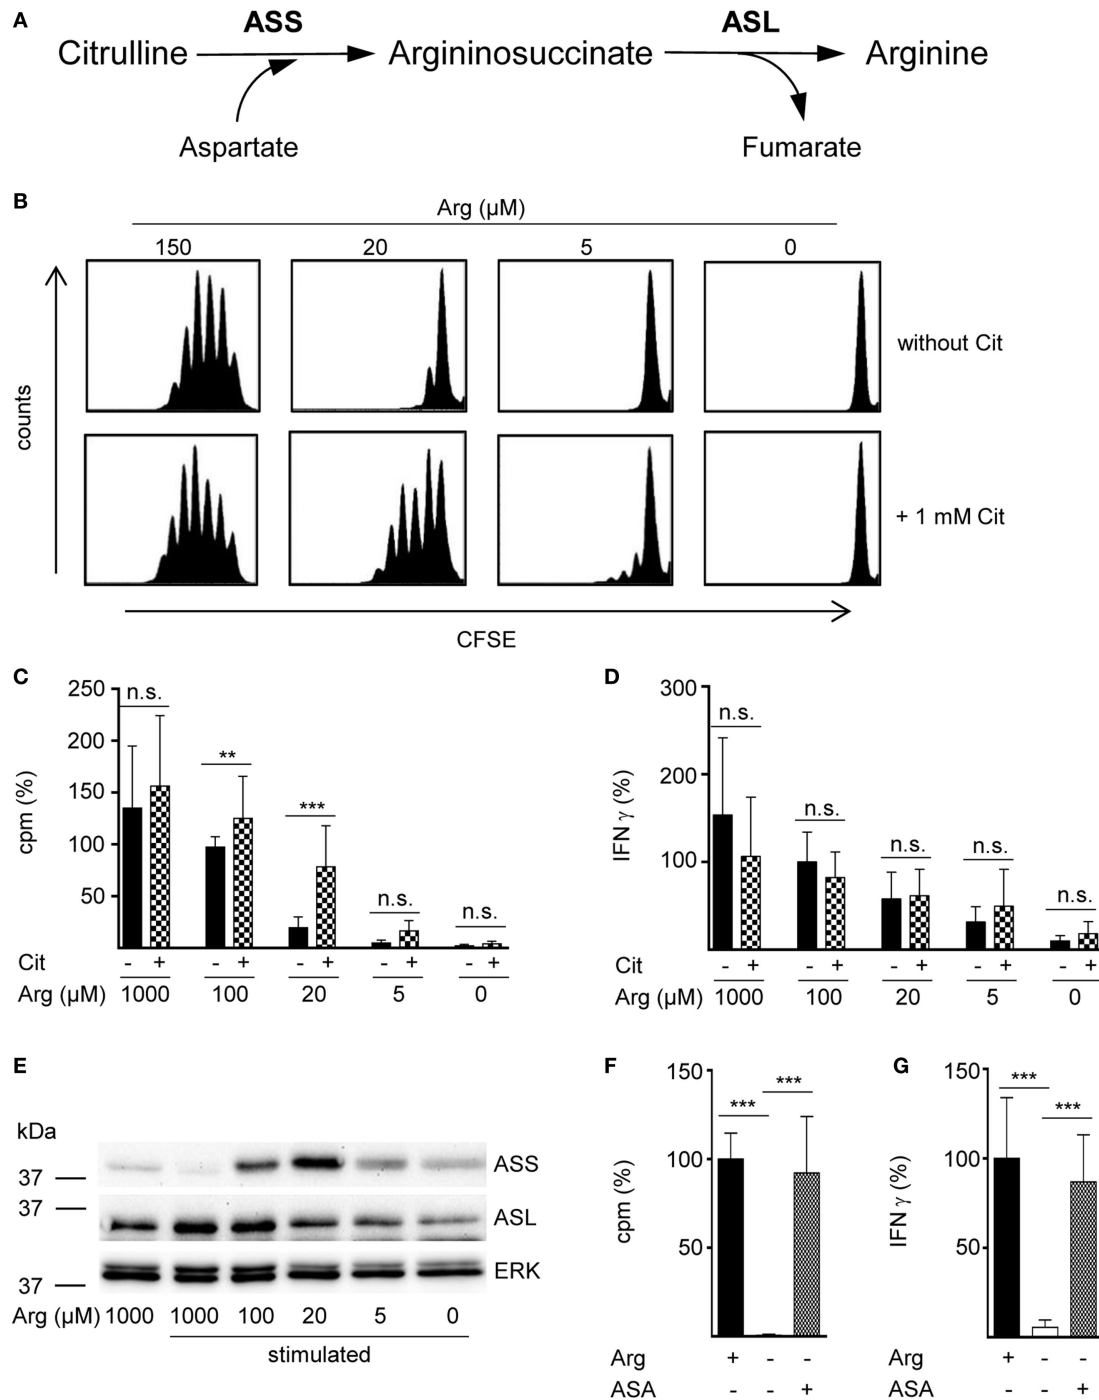 A
ASS ASL
Citrulline Argininosuccinate Arginine
Aspartate Fumarate
B
Arg (µM)
150 20 5 0
without Cit
counts
+ 1 mM Cit
CFSE
C
cpm (%)
250
200
150
100
50
n.s. ** *** n.s. n.s.
Cit - + - + - + - + - +
Arg (µM) 1000 100 20 5 0
D
IFN γ (%)
300
200
100
n.s. n.s. n.s. n.s. n.s.
Cit - + - + - + - + - +
Arg (µM) 1000 100 20 5 0
E
kDa
37 ASS
37 ASL
37 ERK
Arg (µM) 1000 1000 100 20 5 0
stimulated
F
cpm (%)
150
100
50
*** ***
Arg + - -
ASA - - +
G
IFN γ (%)
150
100
50
*** ***
Arg + - -
ASA - - +